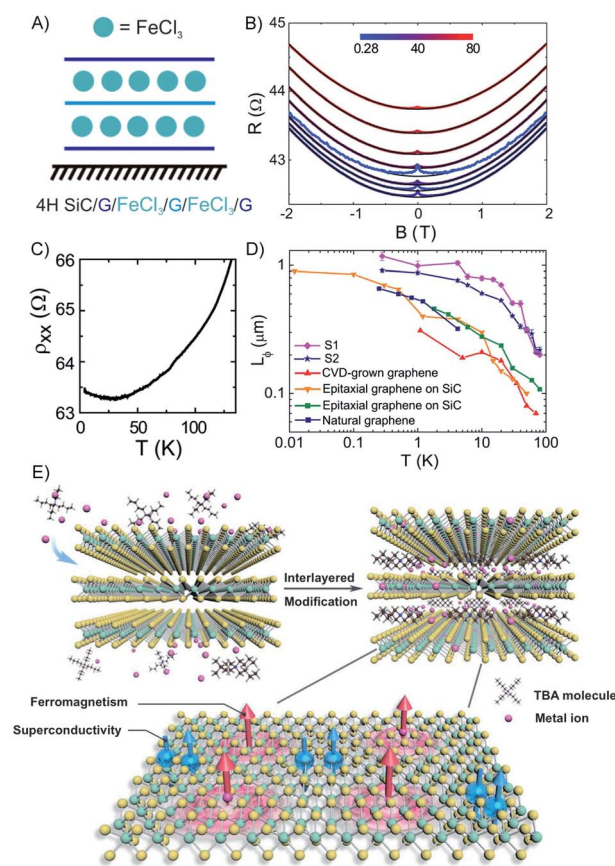 A)
= FeCl₃
4H SiC/G/FeCl₃/G/FeCl₃/G
B)
0.28 40 80
R (Ω)
45
44
43
-2 -1 0 1 2
B (T)
C)
ρxx (Ω)
66
65
64
63
0 50 100
T (K)
D)
Lϕ (μm)
1
0.1
S1
S2
CVD-grown graphene
Epitaxial graphene on SiC
Epitaxial graphene on SiC
Natural graphene
0.01 0.1 1 10 100
T (K)
E)
Interlayered
Modification
TBA molecule
Metal ion
Ferromagnetism
Superconductivity